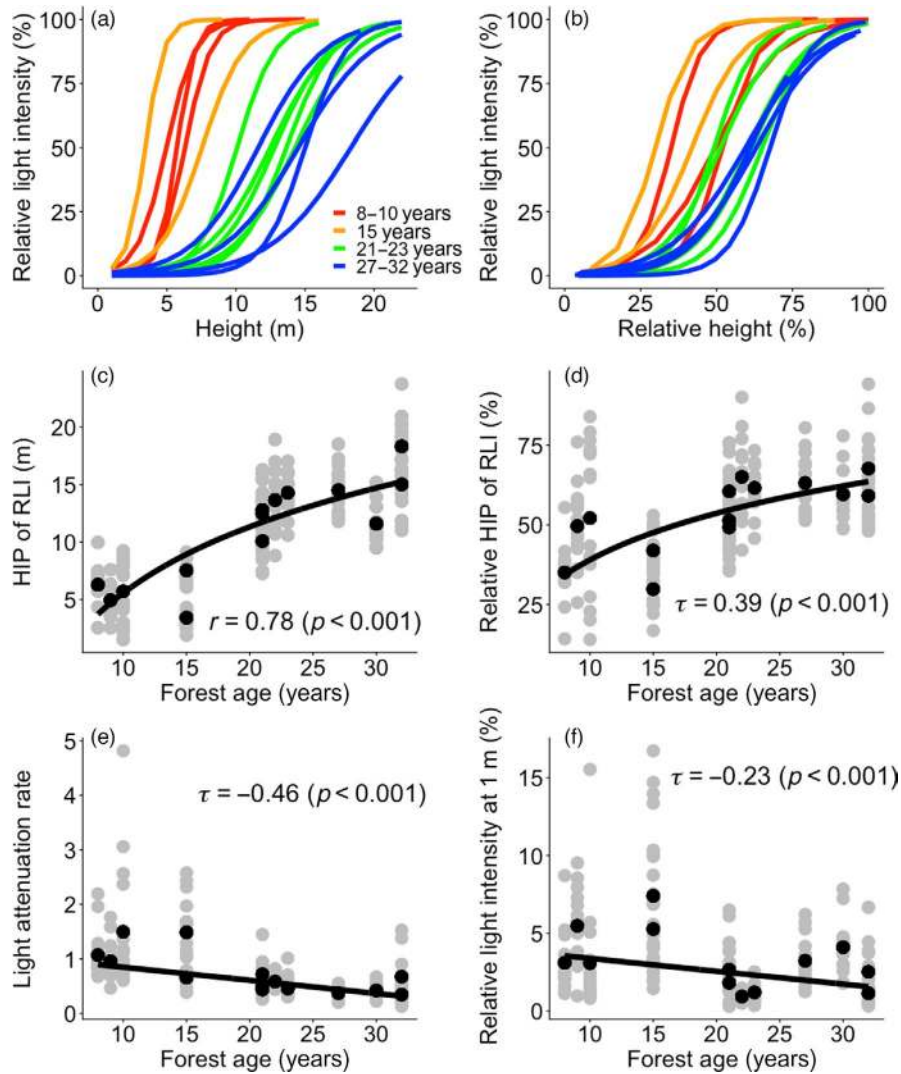 (a)
Relative light intensity (%)
100
75
50
25
0
0 5 10 15 20
Height (m)
8–10 years
15 years
21–23 years
27–32 years
(b)
Relative light intensity (%)
100
75
50
25
0
0 25 50 75 100
Relative height (%)
(c)
HIP of RLI (m)
20
15
10
5
r = 0.78 (p < 0.001)
10 15 20 25 30
Forest age (years)
(d)
Relative HIP of RLI (%)
75
50
25
τ = 0.39 (p < 0.001)
10 15 20 25 30
Forest age (years)
(e)
Light attenuation rate
5
4
3
2
1
0
τ = −0.46 (p < 0.001)
10 15 20 25 30
Forest age (years)
(f)
Relative light intensity at 1 m (%)
15
10
5
0
τ = −0.23 (p < 0.001)
10 15 20 25 30
Forest age (years)